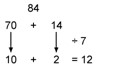 84
70 + 14
÷ 7
10 + 2 = 12